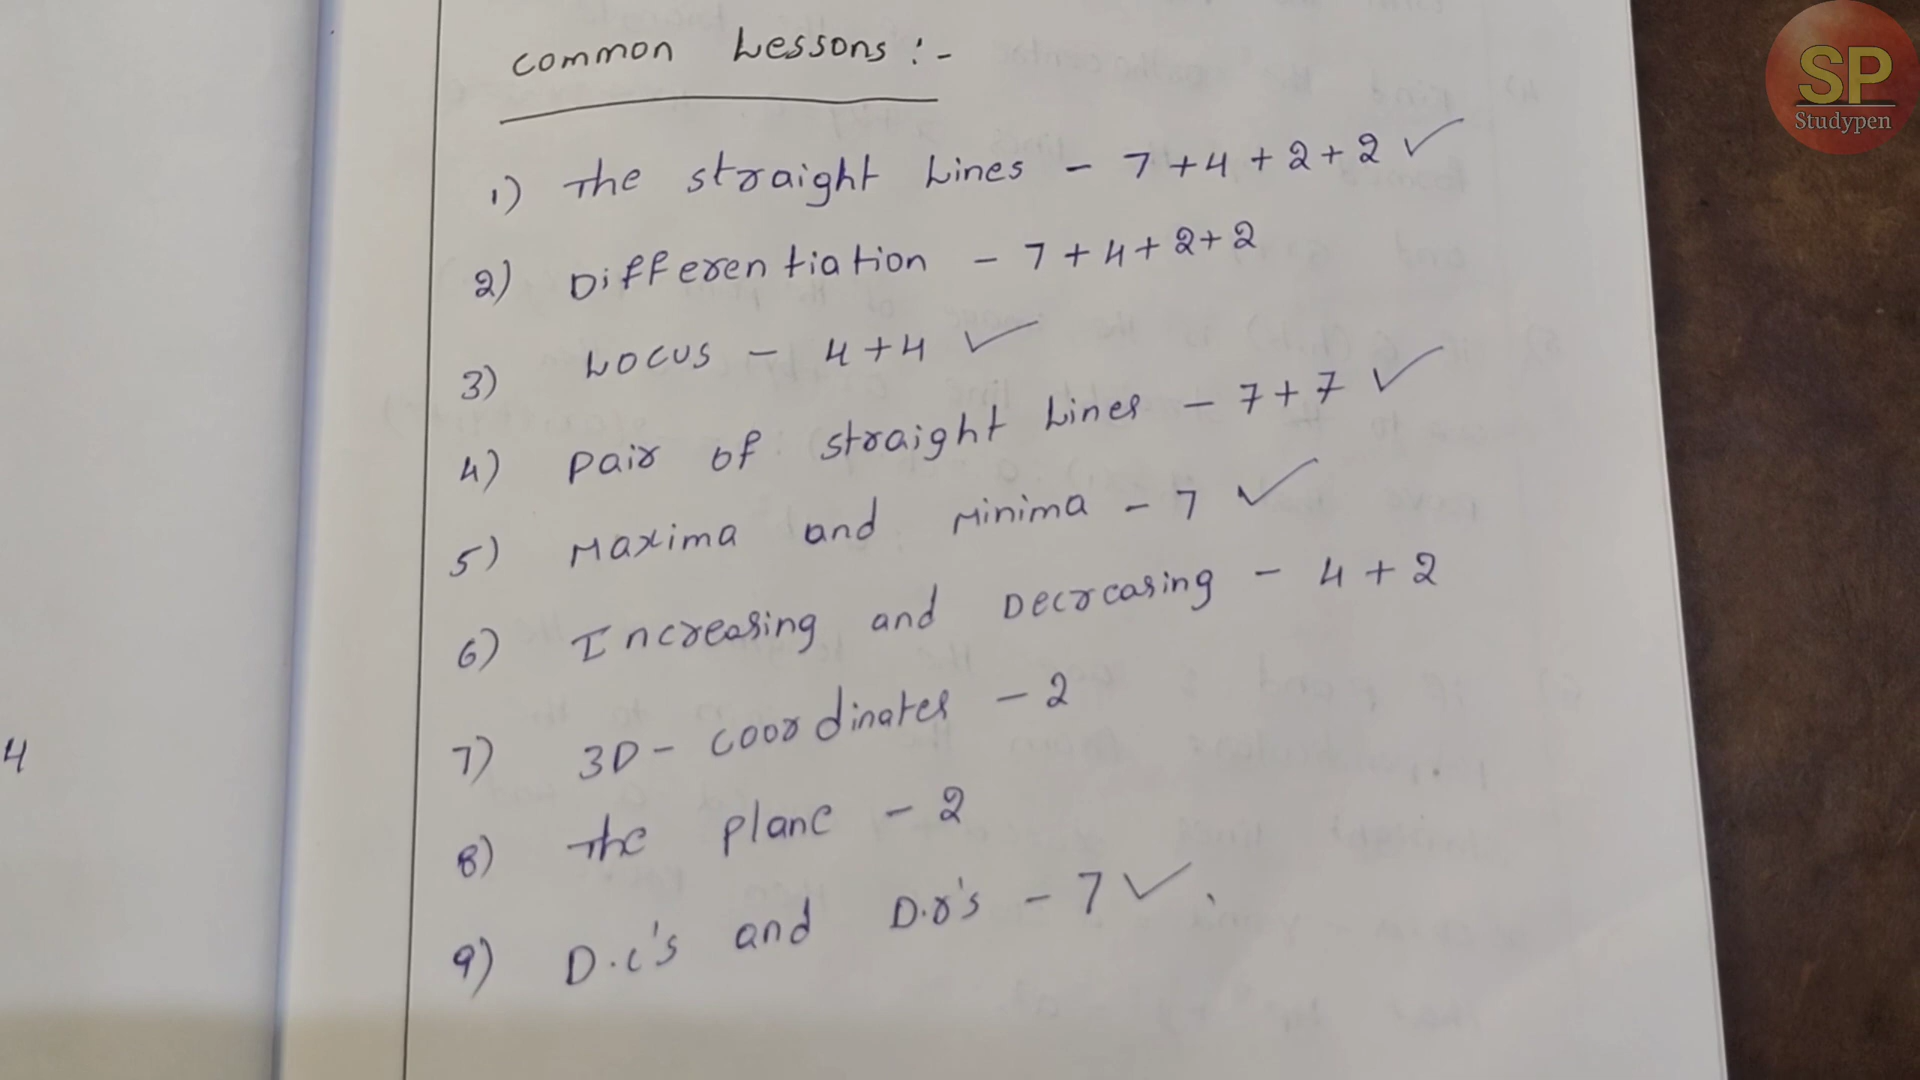 Common Lessons :-
1) The Straight Lines - 7+4+2+2 ✓
2) Differentiation - 7+4+2+2
3) Locus - 4+4 ✓
4) Pair of Straight Lines - 7+7 ✓
5) Maxima and Minima - 7 ✓
6) Increasing and Decreasing - 4+2
7) 3D - Coordinates - 2
8) The plane - 2
9) D.c's and D.r's - 7 ✓
4
SP
Studypen